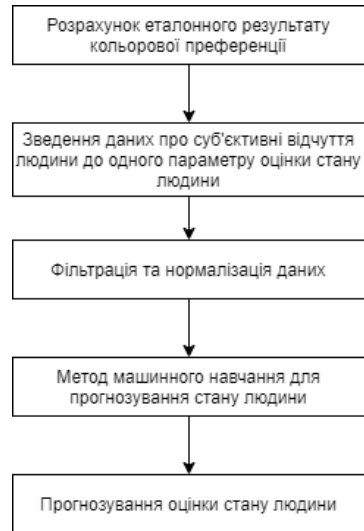 Розрахунок еталонного результату
кольорової преференції
Зведення даних про суб'єктивні відчуття
людини до одного параметру оцінки стану
людини
Фільтрація та нормалізація даних
Метод машинного навчання для
прогнозування стану людини
Прогнозування оцінки стану людини